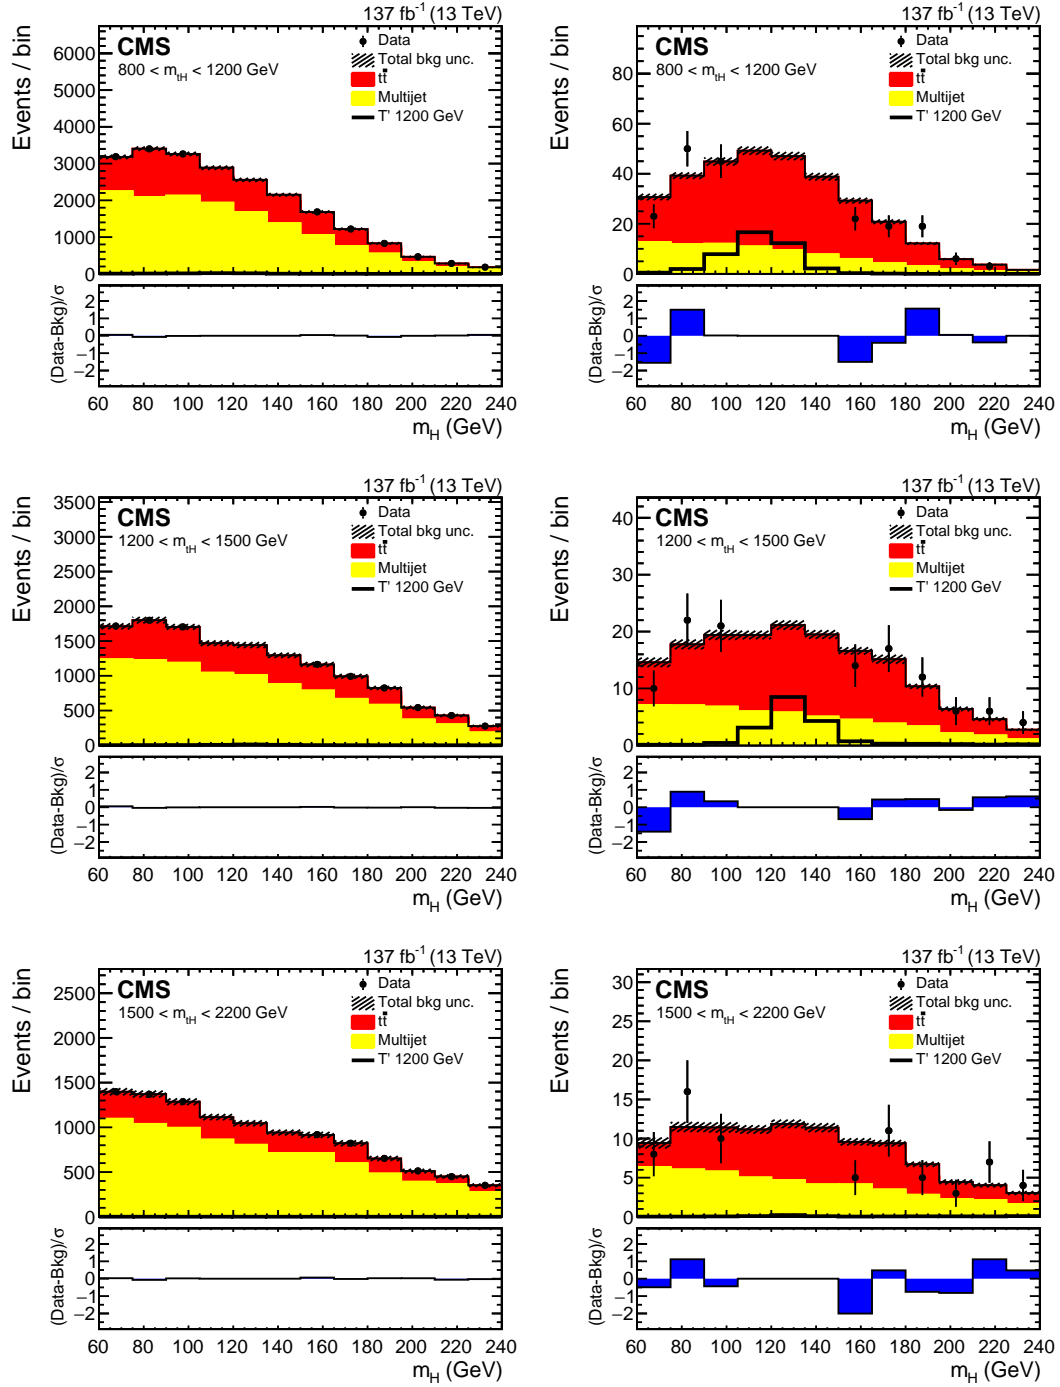 137 fb⁻¹ (13 TeV)
CMS
800 < m_tH < 1200 GeV
Data
Total bkg unc.
tt̄
Multijet
T' 1200 GeV
Events / bin
6000
5000
4000
3000
2000
1000
0
(Data-Bkg)/σ
2
1
0
−1
−2
60 80 100 120 140 160 180 200 220 240
m_H (GeV)
137 fb⁻¹ (13 TeV)
CMS
800 < m_tH < 1200 GeV
Data
Total bkg unc.
tt̄
Multijet
T' 1200 GeV
Events / bin
80
60
40
20
0
(Data-Bkg)/σ
2
1
0
−1
−2
60 80 100 120 140 160 180 200 220 240
m_H (GeV)
137 fb⁻¹ (13 TeV)
CMS
1200 < m_tH < 1500 GeV
Data
Total bkg unc.
tt̄
Multijet
T' 1200 GeV
Events / bin
3500
3000
2500
2000
1500
1000
500
0
(Data-Bkg)/σ
2
1
0
−1
−2
60 80 100 120 140 160 180 200 220 240
m_H (GeV)
137 fb⁻¹ (13 TeV)
CMS
1200 < m_tH < 1500 GeV
Data
Total bkg unc.
tt̄
Multijet
T' 1200 GeV
Events / bin
40
30
20
10
0
(Data-Bkg)/σ
2
1
0
−1
−2
60 80 100 120 140 160 180 200 220 240
m_H (GeV)
137 fb⁻¹ (13 TeV)
CMS
1500 < m_tH < 2200 GeV
Data
Total bkg unc.
tt̄
Multijet
T' 1200 GeV
Events / bin
2500
2000
1500
1000
500
0
(Data-Bkg)/σ
2
1
0
−1
−2
60 80 100 120 140 160 180 200 220 240
m_H (GeV)
137 fb⁻¹ (13 TeV)
CMS
1500 < m_tH < 2200 GeV
Data
Total bkg unc.
tt̄
Multijet
T' 1200 GeV
Events / bin
30
25
20
15
10
5
0
(Data-Bkg)/σ
2
1
0
−1
−2
60 80 100 120 140 160 180 200 220 240
m_H (GeV)